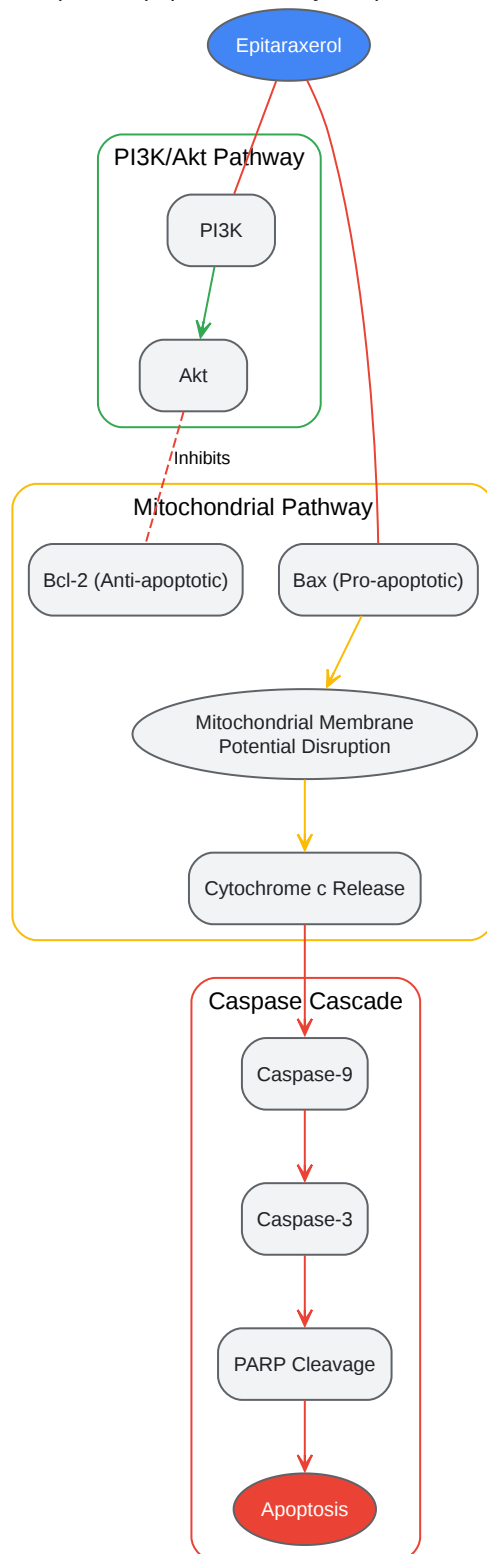 Epitaraxerol
PI3K/Akt Pathway
PI3K
Akt
Inhibits
Mitochondrial Pathway
Bcl-2 (Anti-apoptotic)
Bax (Pro-apoptotic)
Mitochondrial Membrane
Potential Disruption
Cytochrome c Release
Caspase Cascade
Caspase-9
Caspase-3
PARP Cleavage
Apoptosis